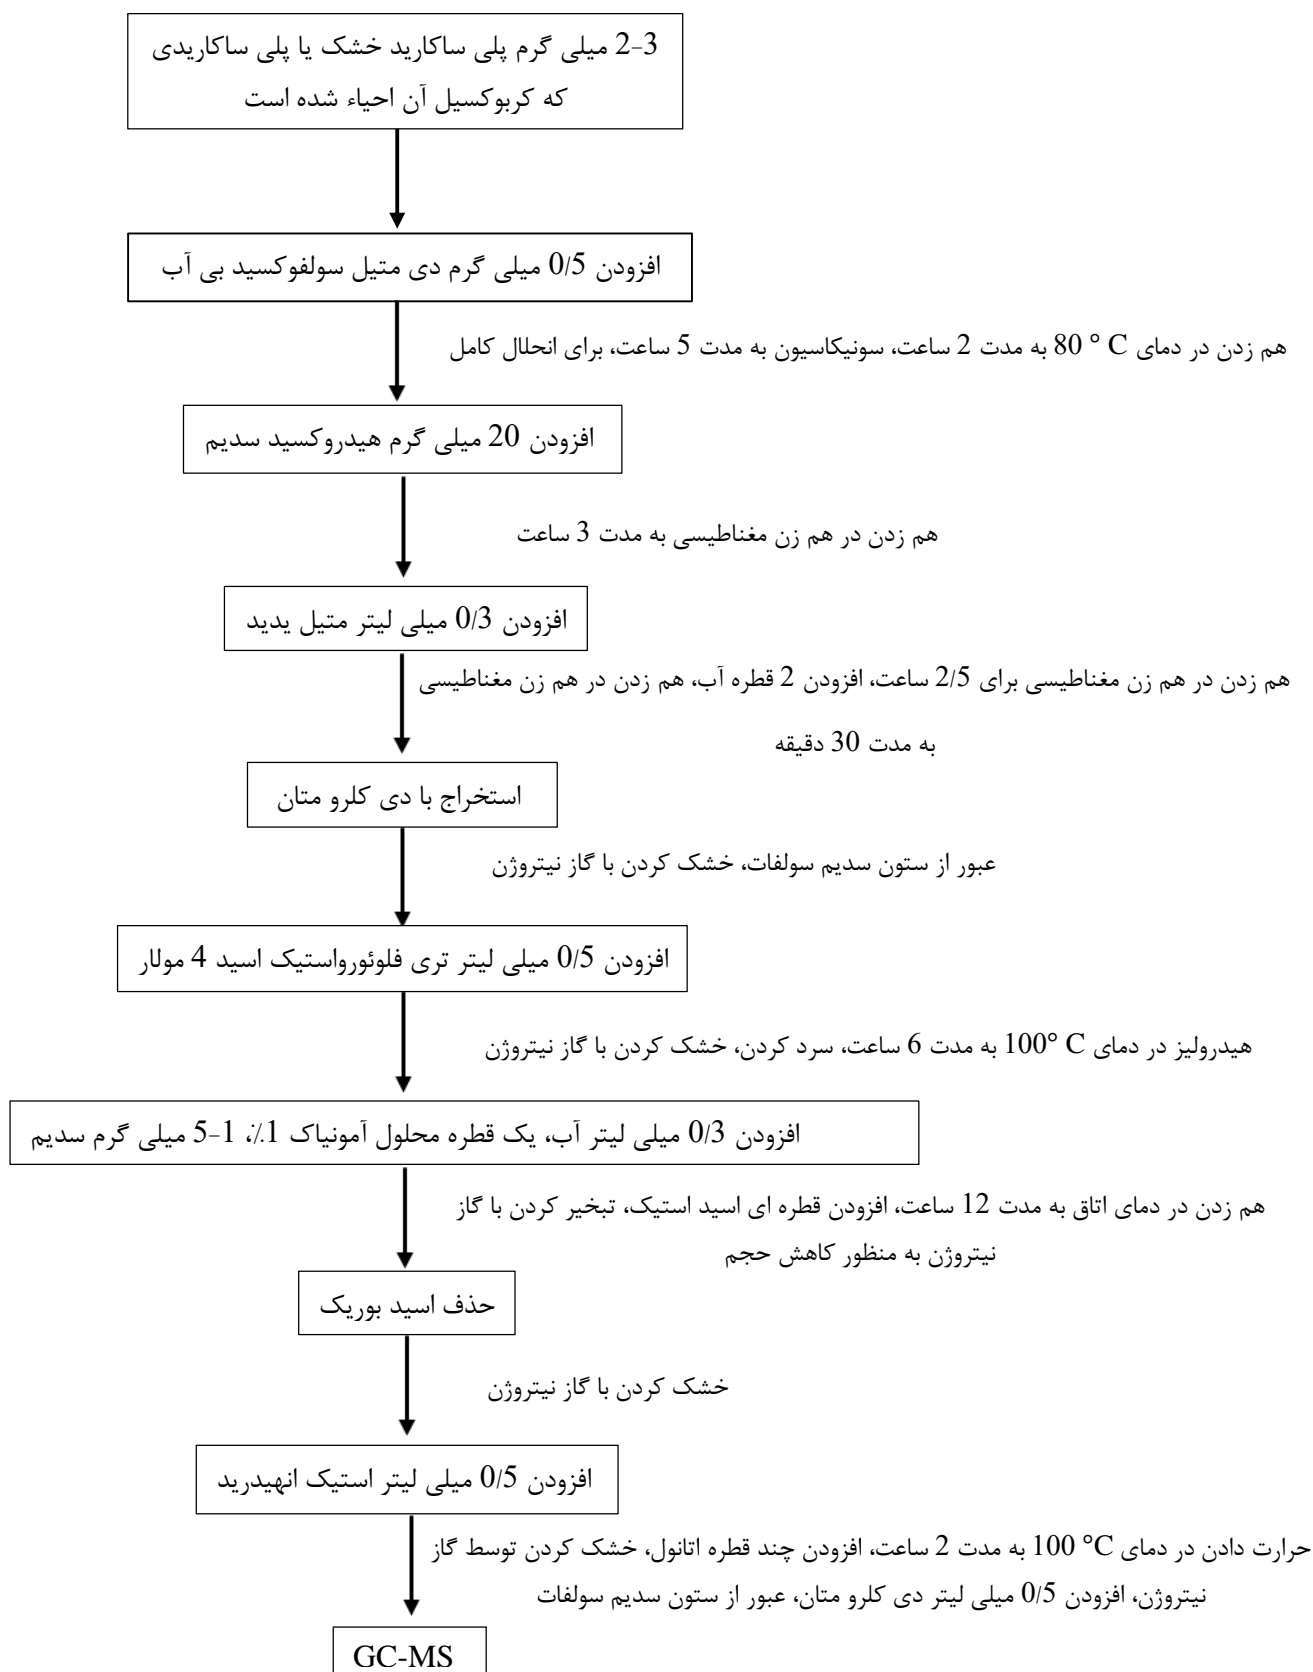 2-3 میلی گرم پلی ساکارید خشک یا پلی ساکاریدی
که کربوکسیل آن احیاء شده است
افزودن 0/5 میلی گرم دی متیل سولفوکسید بی آب
هم زدن در دمای 80 ° C به مدت 2 ساعت، سونیکاسیون به مدت 5 ساعت، برای انحلال کامل
افزودن 20 میلی گرم هیدروکسید سدیم
هم زدن در هم زن مغناطیسی به مدت 3 ساعت
افزودن 0/3 میلی لیتر متیل یدید
هم زدن در هم زن مغناطیسی برای 2/5 ساعت، افزودن 2 قطره آب، هم زدن در هم زن مغناطیسی
به مدت 30 دقیقه
استخراج با دی کلرو متان
عبور از ستون سدیم سولفات، خشک کردن با گاز نیتروژن
افزودن 0/5 میلی لیتر تری فلوئورواستیک اسید 4 مولار
هیدرولیز در دمای 100° C به مدت 6 ساعت، سرد کردن، خشک کردن با گاز نیتروژن
افزودن 0/3 میلی لیتر آب، یک قطره محلول آمونیاک 1٪، 1-5 میلی گرم سدیم
هم زدن در دمای اتاق به مدت 12 ساعت، افزودن قطره ای اسید استیک، تبخیر کردن با گاز
نیتروژن به منظور کاهش حجم
حذف اسید بوریک
خشک کردن با گاز نیتروژن
افزودن 0/5 میلی لیتر استیک انهیدرید
حرارت دادن در دمای 100 °C به مدت 2 ساعت، افزودن چند قطره اتانول، خشک کردن توسط گاز
نیتروژن، افزودن 0/5 میلی لیتر دی کلرو متان، عبور از ستون سدیم سولفات
GC-MS